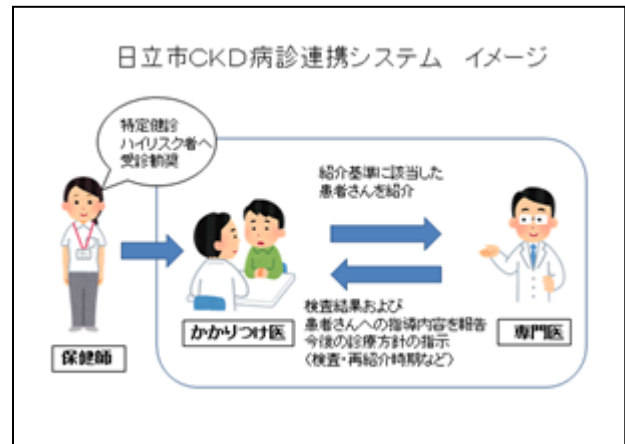 日立市CKD病診連携システム　イメージ
特定健診
ハイリスク者へ
受診勧奨
紹介基準に該当した
患者さんを紹介
検査結果および
患者さんへの指導内容を報告
今後の診療方針の指示
（検査・再紹介時期など）
かかりつけ医
専門医
保健師